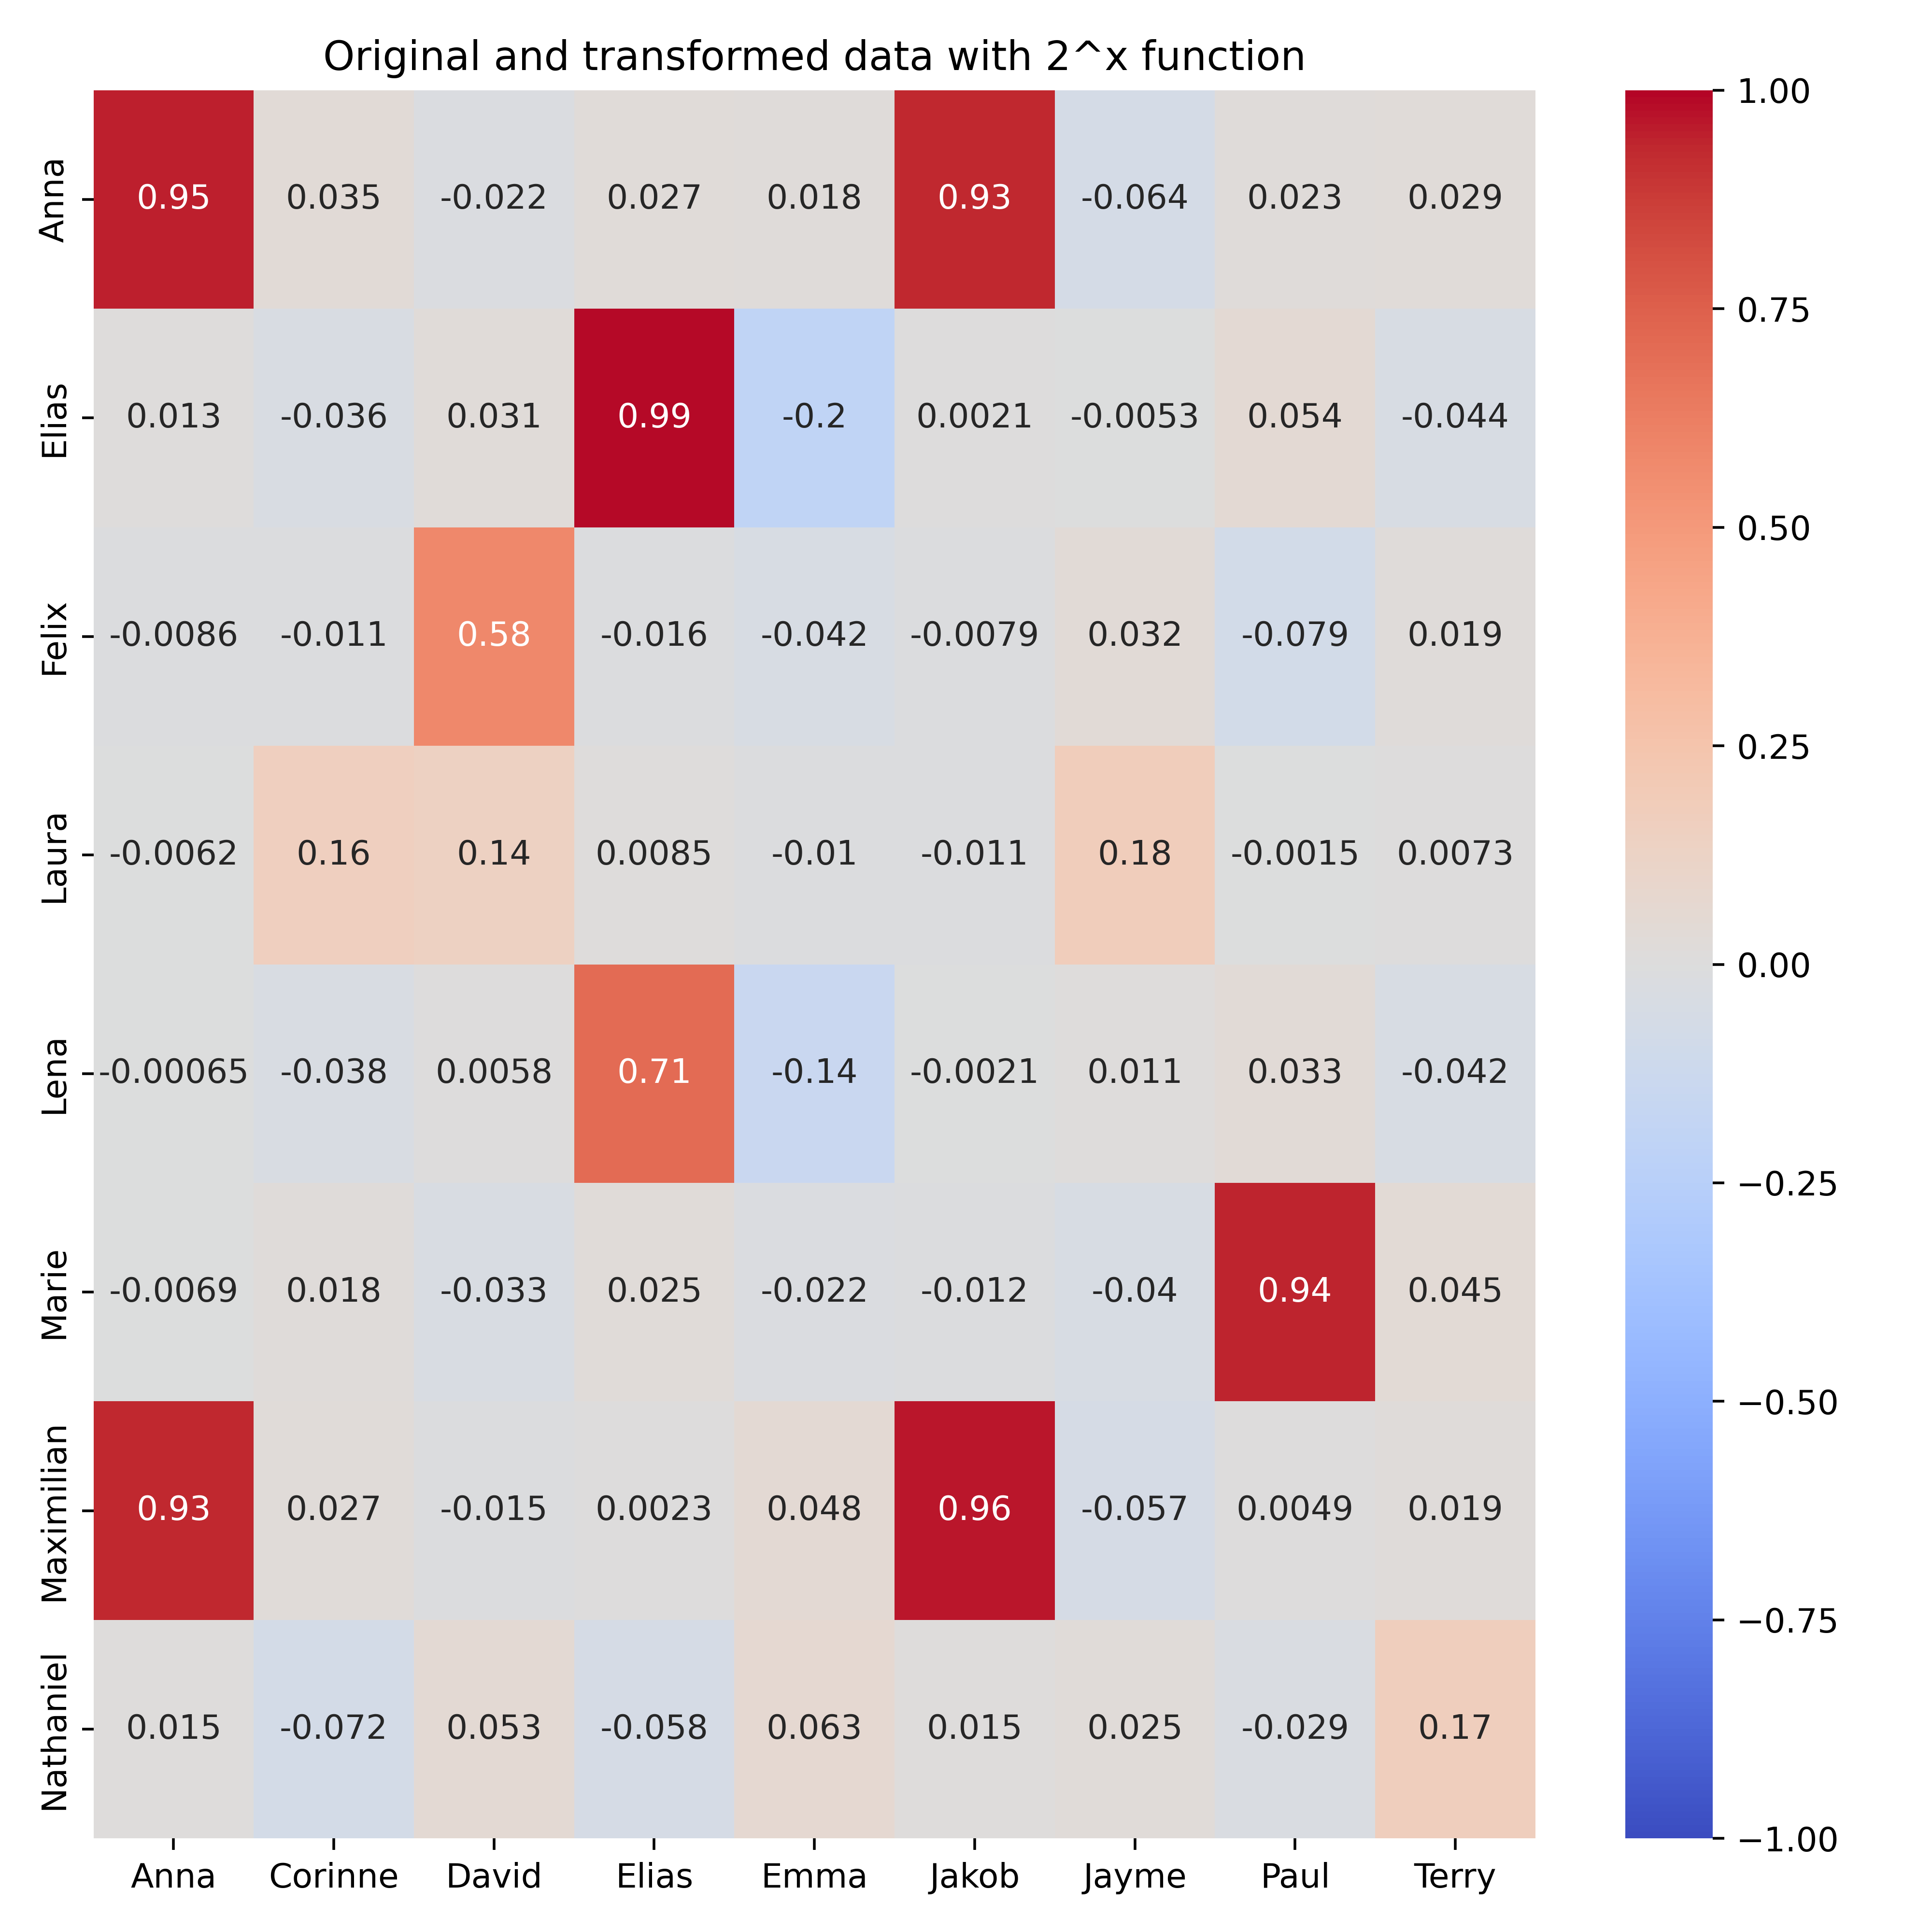 Original and transformed data with 2^x function
Anna 0.95 0.035 -0.022 0.027 0.018 0.93 -0.064 0.023 0.029
Elias 0.013 -0.036 0.031 0.99 -0.2 0.0021 -0.0053 0.054 -0.044
Felix -0.0086 -0.011 0.58 -0.016 -0.042 -0.0079 0.032 -0.079 0.019
Laura -0.0062 0.16 0.14 0.0085 -0.01 -0.011 0.18 -0.0015 0.0073
Lena -0.00065 -0.038 0.0058 0.71 -0.14 -0.0021 0.011 0.033 -0.042
Marie -0.0069 0.018 -0.033 0.025 -0.022 -0.012 -0.04 0.94 0.045
Maximilian 0.93 0.027 -0.015 0.0023 0.048 0.96 -0.057 0.0049 0.019
Nathaniel 0.015 -0.072 0.053 -0.058 0.063 0.015 0.025 -0.029 0.17
Anna Corinne David Elias Emma Jakob Jayme Paul Terry
1.00
0.75
0.50
0.25
0.00
−0.25
−0.50
−0.75
−1.00